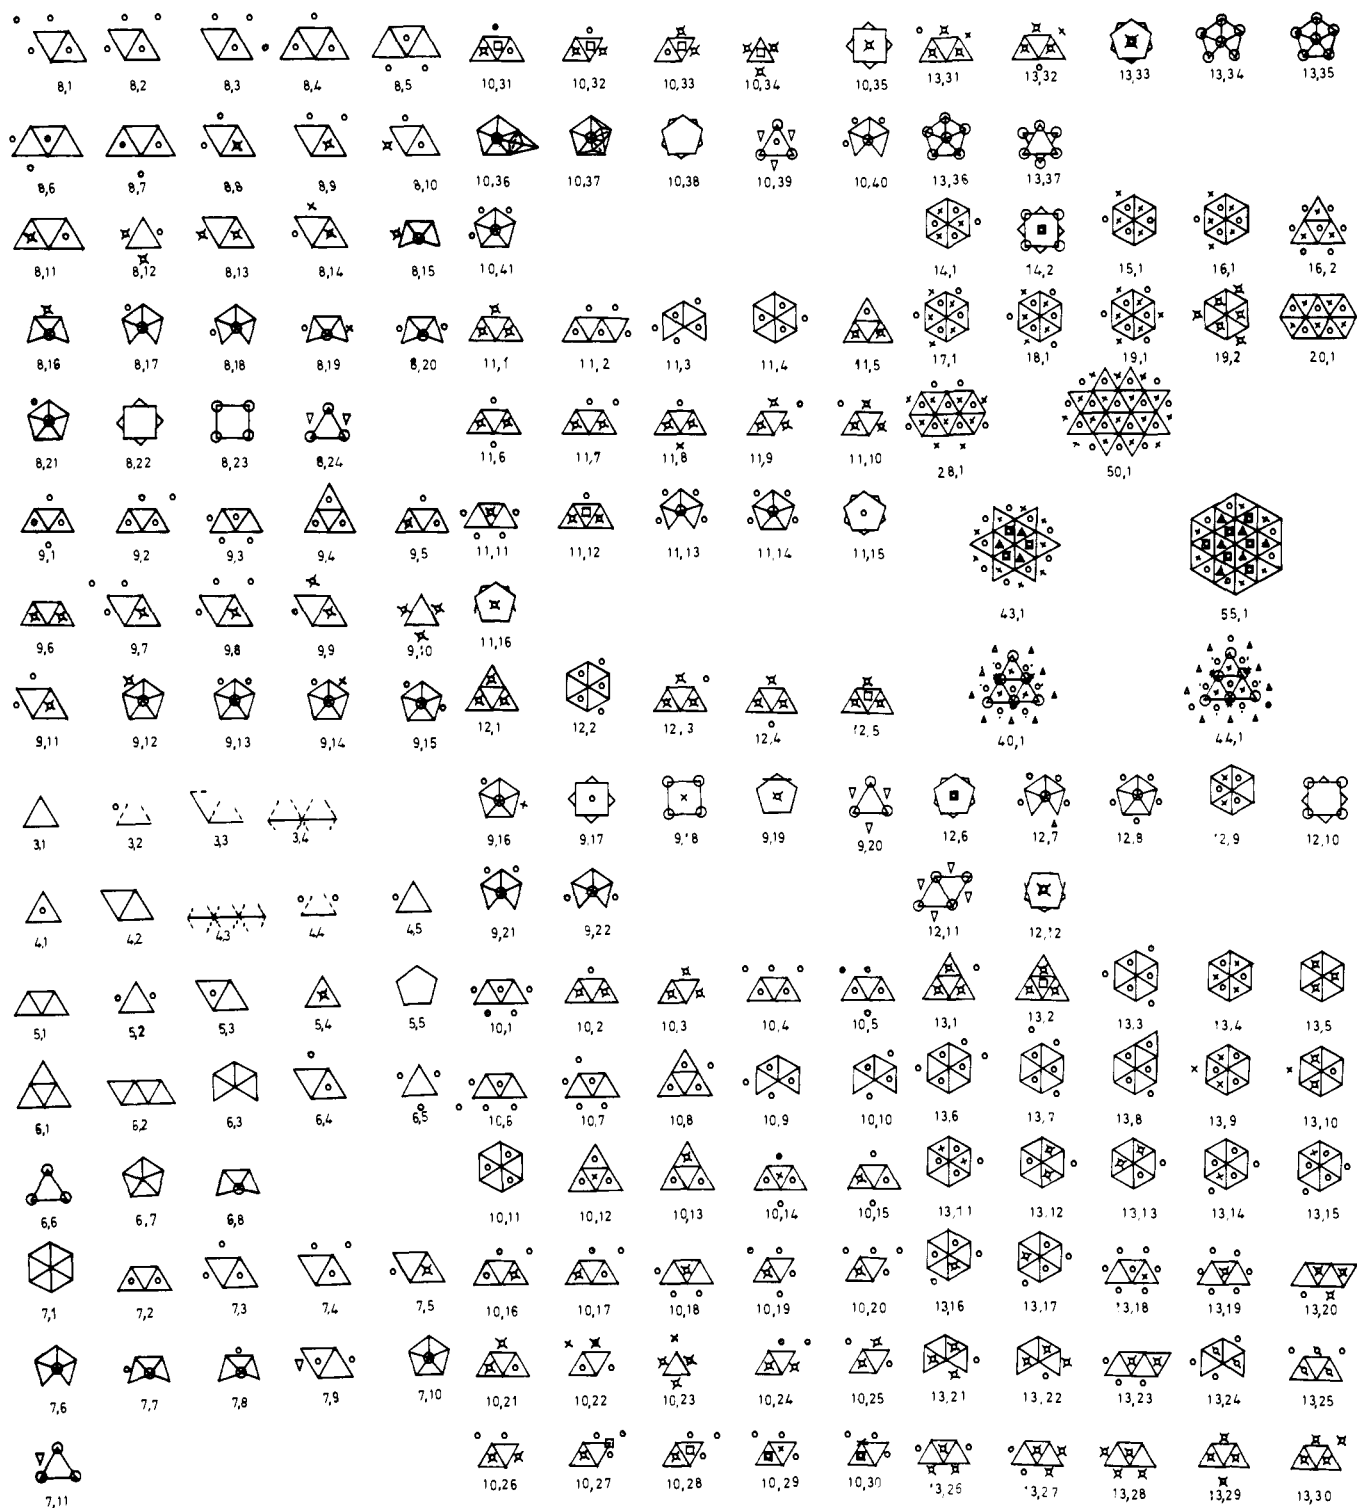 8,1 8,2 8,3 8,4 8,5 10,31 10,32 10,33 10,34 10,35 13,31 13,32 13,33 13,34 13,35
8,6 8,7 8,8 8,9 8,10 10,36 10,37 10,38 10,39 10,40 13,36 13,37
8,11 8,12 8,13 8,14 8,15 10,41 14,1 14,2 15,1 16,1 16,2
8,16 8,17 8,18 8,19 8,20 11,1 11,2 11,3 11,4 11,5 17,1 18,1 19,1 19,2 20,1
8,21 8,22 8,23 8,24 11,6 11,7 11,8 11,9 11,10 28,1 50,1
9,1 9,2 9,3 9,4 9,5 11,11 11,12 11,13 11,14 11,15
9,6 9,7 9,8 9,9 9,10 11,16 43,1 55,1
9,11 9,12 9,13 9,14 9,15 12,1 12,2 12,3 12,4 12,5 40,1 44,1
3,1 3,2 3,3 3,4 9,16 9,17 9,18 9,19 9,20 12,6 12,7 12,8 12,9 12,10
4,1 4,2 4,3 4,4 4,5 9,21 9,22 12,11 12,12
5,1 5,2 5,3 5,4 5,5 10,1 10,2 10,3 10,4 10,5 13,1 13,2 13,3 13,4 13,5
6,1 6,2 6,3 6,4 6,5 10,6 10,7 10,8 10,9 10,10 13,6 13,7 13,8 13,9 13,10
6,6 6,7 6,8 10,11 10,12 10,13 10,14 10,15 13,11 13,12 13,13 13,14 13,15
7,1 7,2 7,3 7,4 7,5 10,16 10,17 10,18 10,19 10,20 13,16 13,17 13,18 13,19 13,20
7,6 7,7 7,8 7,9 7,10 10,21 10,22 10,23 10,24 10,25 13,21 13,22 13,23 13,24 13,25
7,11 10,26 10,27 10,28 10,29 10,30 13,26 13,27 13,28 13,29 13,30